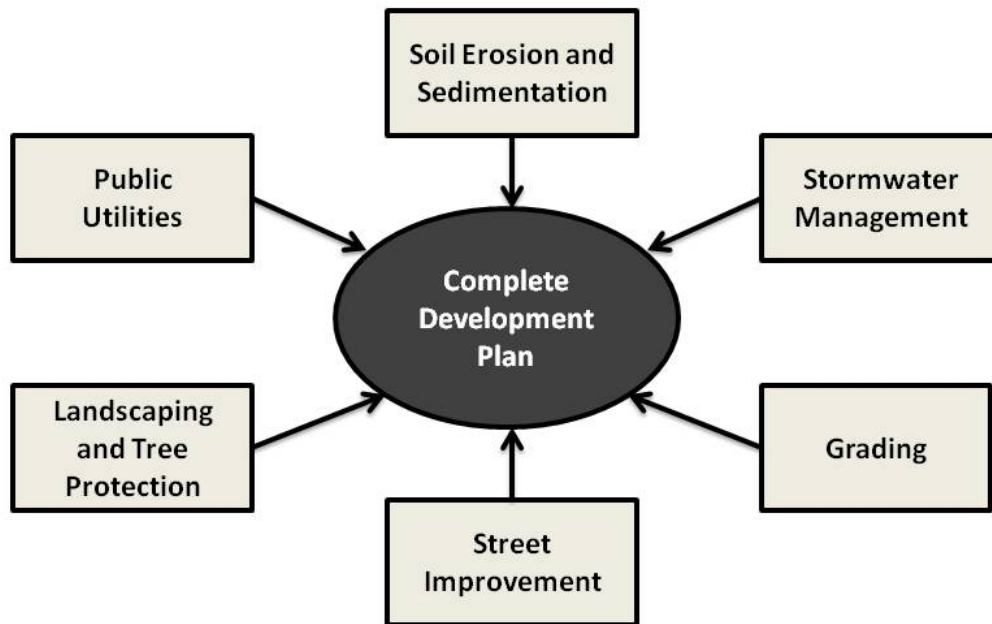 Soil Erosion and
Sedimentation
Public
Utilities
Stormwater
Management
Complete
Development
Plan
Landscaping
and Tree
Protection
Grading
Street
Improvement